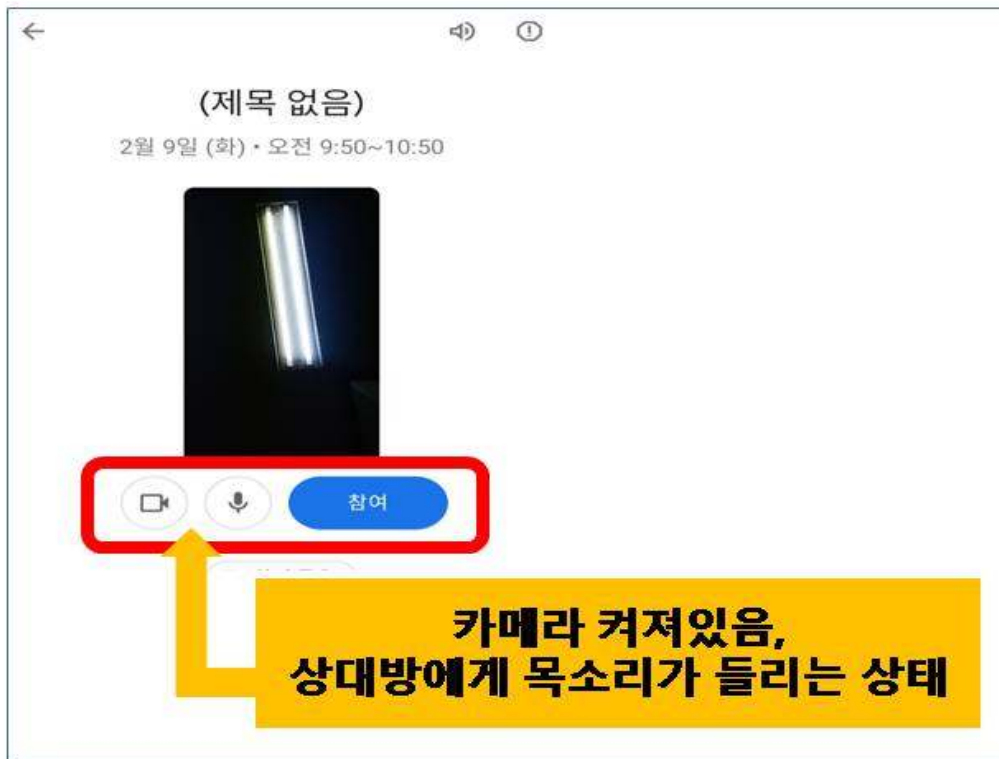 (제목 없음)
2월 9일 (화) • 오전 9:50~10:50
참여
카메라 켜져있음,
상대방에게 목소리가 들리는 상태